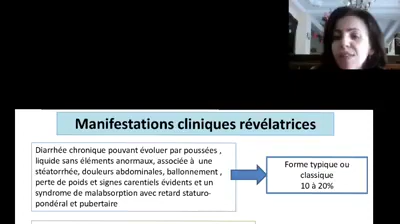 Manifestations cliniques révélatrices
Diarrhée chronique pouvant évoluer par poussées ,
liquide sans éléments anormaux, associée à une
stéatorrhée, douleurs abdominales, ballonnement ,
perte de poids et signes carentiels évidents et un
syndrome de malabsorption avec retard staturo-
pondéral et pubertaire
Forme typique ou
classique
10 à 20%